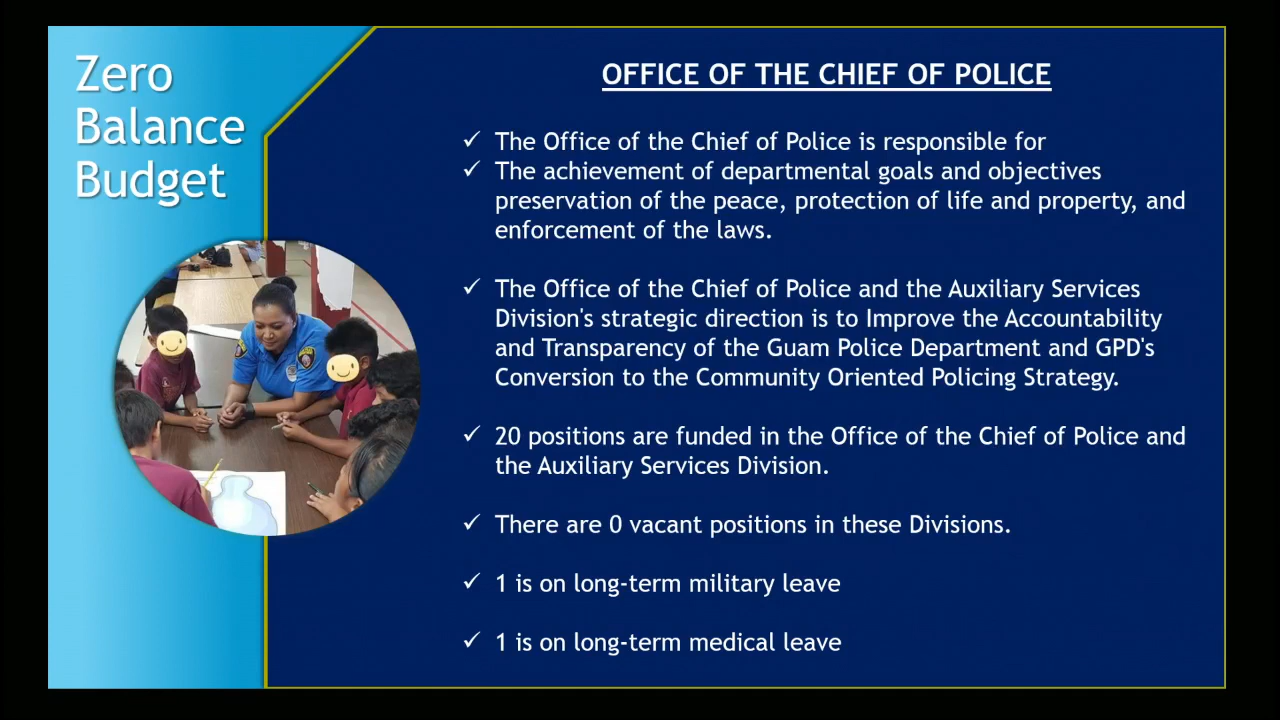 Zero
Balance
Budget
OFFICE OF THE CHIEF OF POLICE
✓ The Office of the Chief of Police is responsible for
✓ The achievement of departmental goals and objectives
preservation of the peace, protection of life and property, and
enforcement of the laws.
✓ The Office of the Chief of Police and the Auxiliary Services
Division's strategic direction is to Improve the Accountability
and Transparency of the Guam Police Department and GPD's
Conversion to the Community Oriented Policing Strategy.
✓ 20 positions are funded in the Office of the Chief of Police and
the Auxiliary Services Division.
✓ There are 0 vacant positions in these Divisions.
✓ 1 is on long-term military leave
✓ 1 is on long-term medical leave